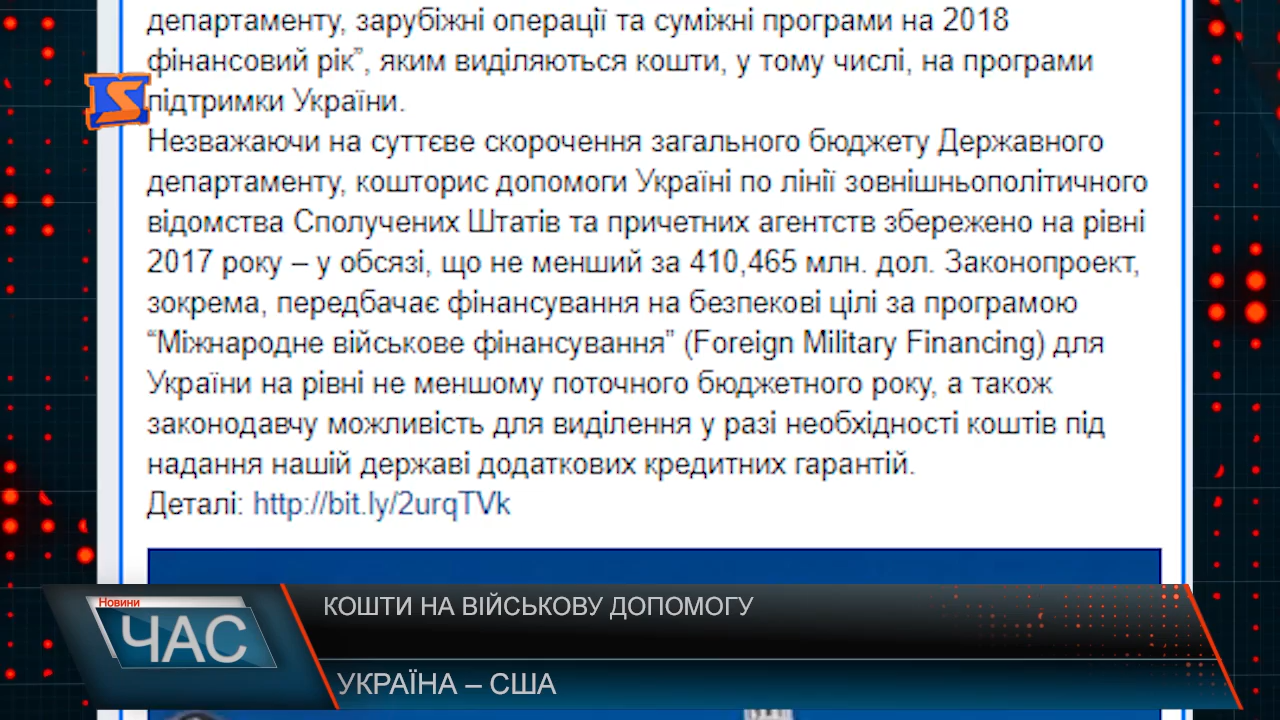 департаменту, зарубіжні операції та суміжні програми на 2018
фінансовий рік”, яким виділяються кошти, у тому числі, на програми
підтримки України.
Незважаючи на суттєве скорочення загального бюджету Державного
департаменту, кошторис допомоги Україні по лінії зовнішньополітичного
відомства Сполучених Штатів та причетних агентств збережено на рівні
2017 року – у обсязі, що не менший за 410,465 млн. дол. Законопроект,
зокрема, передбачає фінансування на безпекові цілі за програмою
“Міжнародне військове фінансування” (Foreign Military Financing) для
України на рівні не меншому поточного бюджетного року, а також
законодавчу можливість для виділення у разі необхідності коштів під
надання нашій державі додаткових кредитних гарантій.
Деталі: http://bit.ly/2urqTVk
Новини
ЧАС
КОШТИ НА ВІЙСЬКОВУ ДОПОМОГУ
УКРАЇНА – США